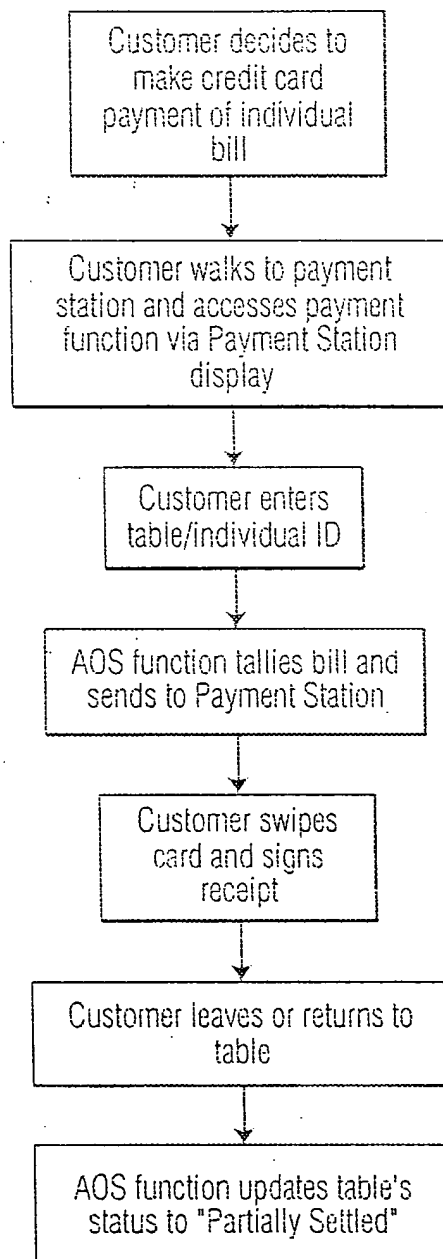 Customer decides to
make credit card
payment of individual
bill
Customer walks to payment
station and accesses payment
function via Payment Station
display
Customer enters
table/individual ID
AOS function tallies bill and
sends to Payment Station
Customer swipes
card and signs
receipt
Customer leaves or returns to
table
AOS function updates table's
status to "Partially Settled"